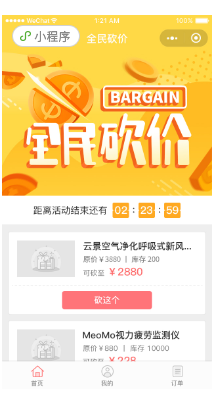 WeChat
1:21 AM
100%
小程序
全民砍价
BARGAIN
全民砍价
距离活动结束还有 02 : 23 : 59
云景空气净化呼吸式新风...
原价￥3880 | 库存 200
可砍至 ￥2880
砍这个
MeoMo视力疲劳监测仪
原价￥880 | 库存 10000
可砍至 ￥228
首页
我的
订单